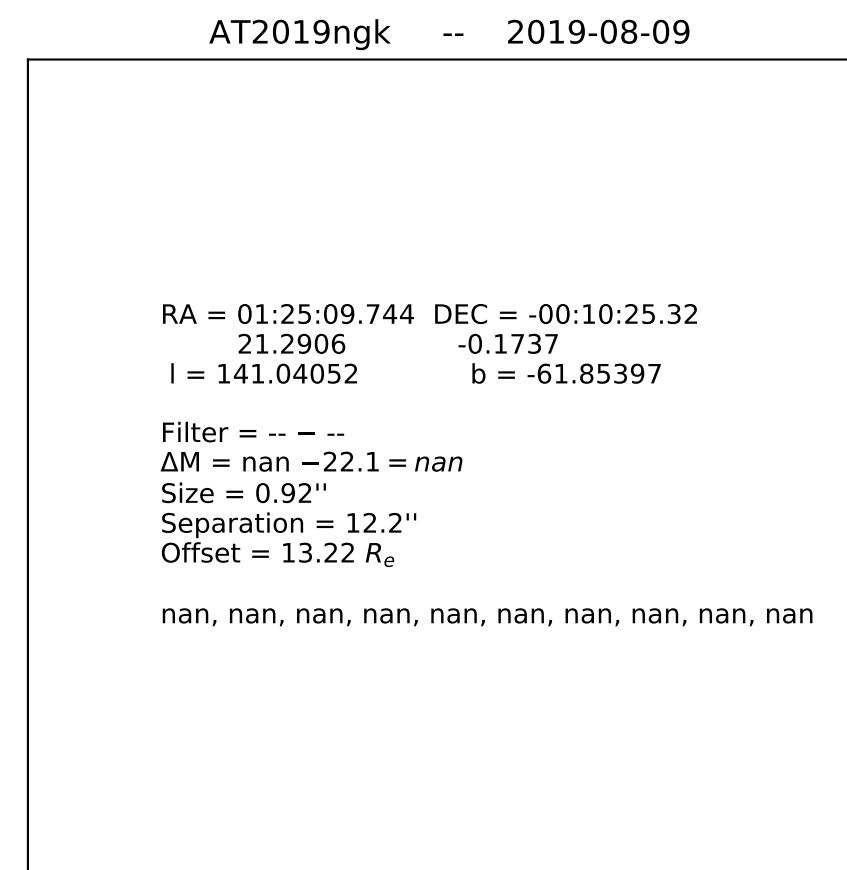 AT2019ngk -- 2019-08-09
RA = 01:25:09.744 DEC = -00:10:25.32
21.2906 -0.1737
l = 141.04052 b = -61.85397
Filter = -- − --
ΔM = nan −22.1 = nan
Size = 0.92''
Separation = 12.2''
Offset = 13.22 Re
nan, nan, nan, nan, nan, nan, nan, nan, nan, nan